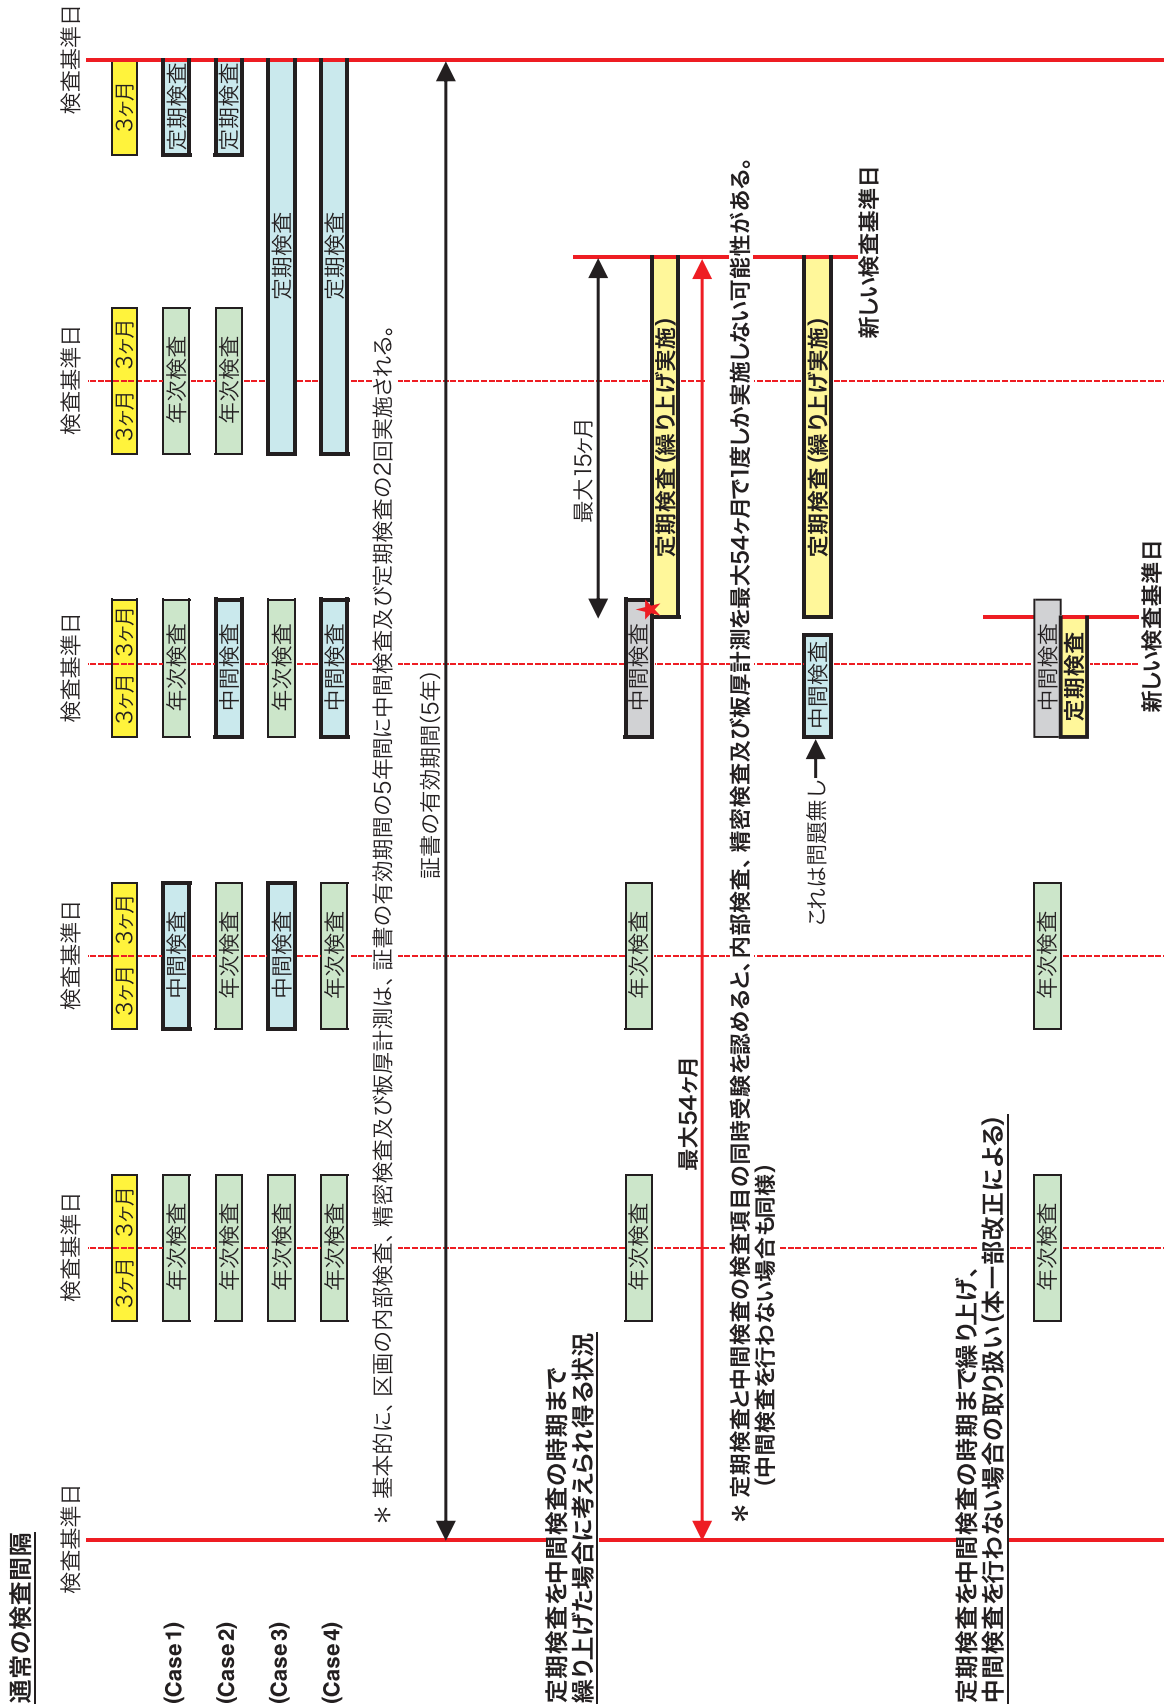 通常の検査間隔
検査基準日 検査基準日 検査基準日 検査基準日 検査基準日 検査基準日
3ヶ月 3ヶ月 3ヶ月 3ヶ月 3ヶ月 3ヶ月 3ヶ月 3ヶ月 3ヶ月
(Case1) 年次検査 中間検査 年次検査 年次検査 定期検査
(Case2) 年次検査 年次検査 中間検査 年次検査 定期検査
(Case3) 年次検査 中間検査 年次検査 定期検査
(Case4) 年次検査 年次検査 中間検査 定期検査
＊ 基本的に、区画の内部検査、精密検査及び板厚計測は、証書の有効期間の5年間に中間検査及び定期検査の2回実施される。
証書の有効期間(5年)
定期検査を中間検査の時期まで
繰り上げた場合に考えられ得る状況
最大15ヶ月
年次検査 年次検査 中間検査
定期検査(繰り上げ実施)
最大54ヶ月
＊ 定期検査と中間検査の検査項目の同時受験を認めると、内部検査、精密検査及び板厚計測を最大54ヶ月で1度しか実施しない可能性がある。
(中間検査を行わない場合も同様)
これは問題無し 中間検査 定期検査(繰り上げ実施)
新しい検査基準日
定期検査を中間検査の時期まで繰り上げ、
中間検査を行わない場合の取り扱い(本一部改正による)
年次検査 年次検査 中間検査
定期検査
新しい検査基準日